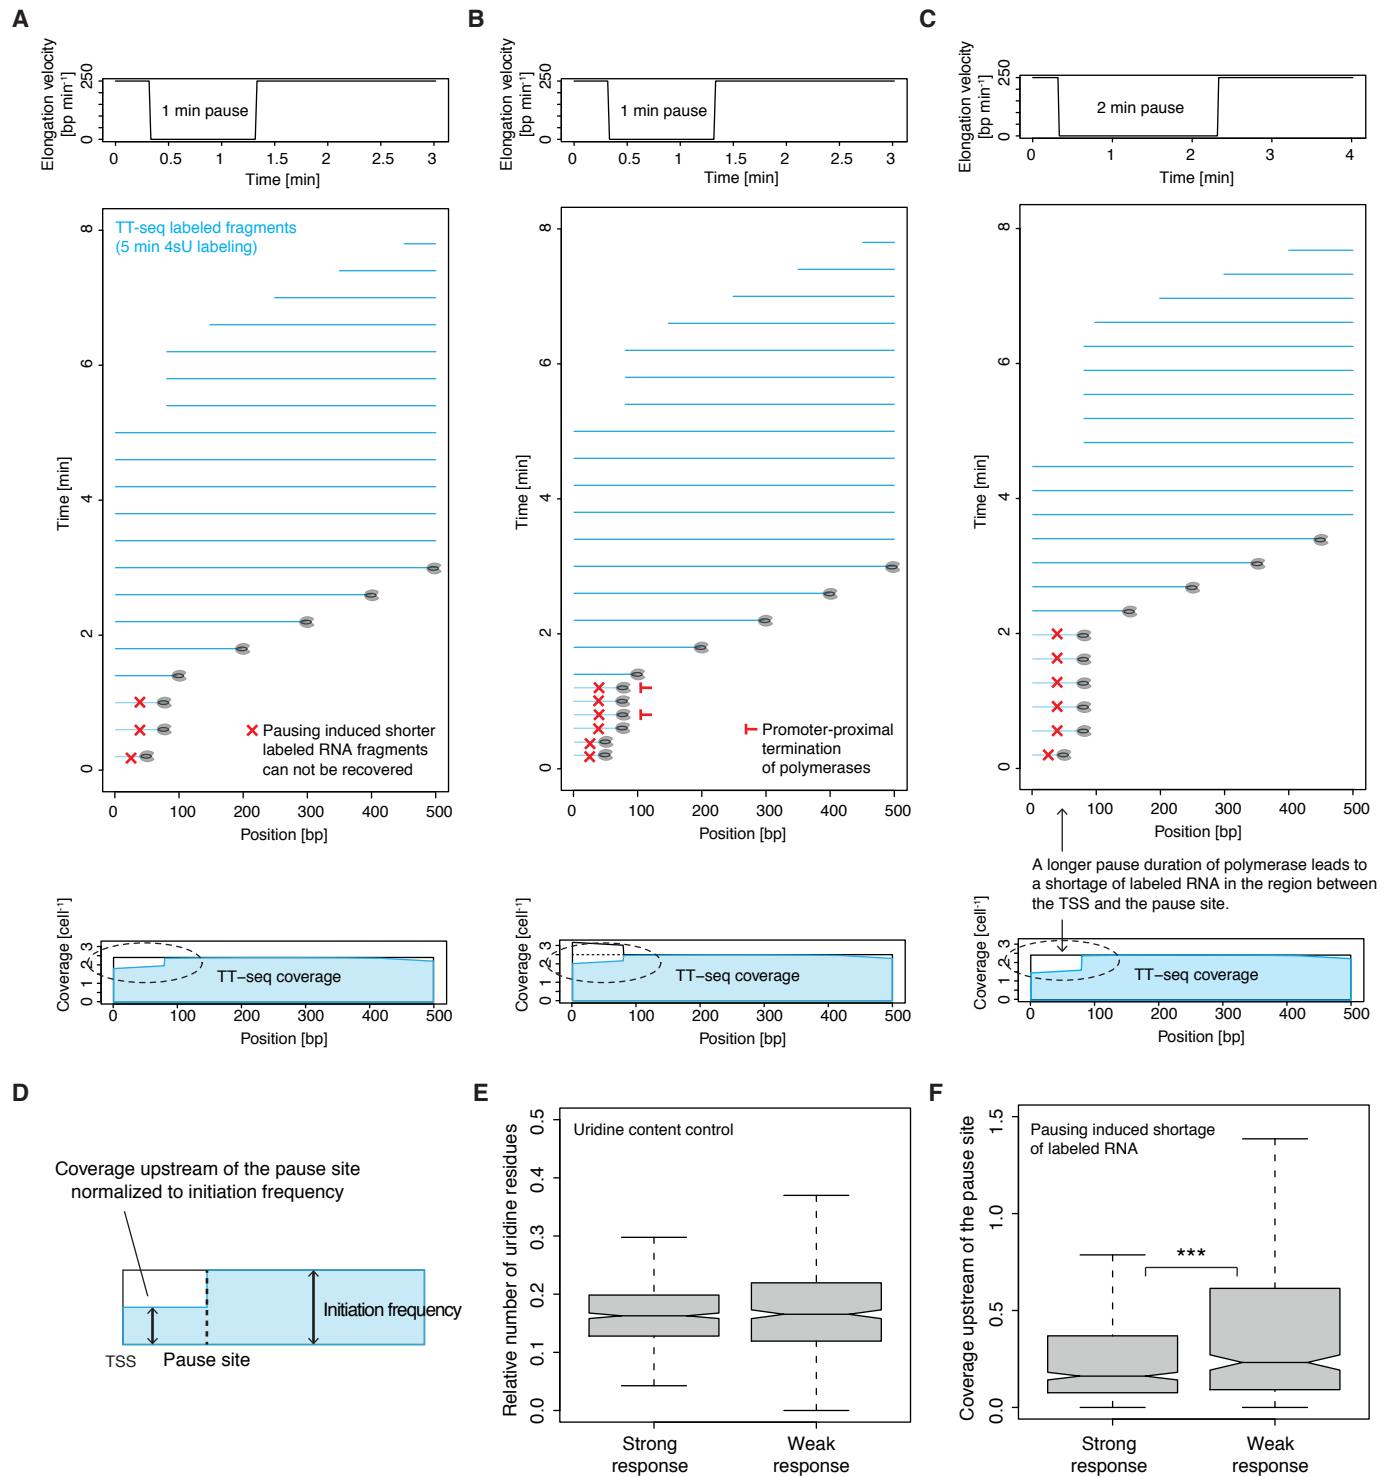 A
B
C
Elongation velocity
[bp min-1]
250
0
1 min pause
0 0.5 1 1.5 2 2.5 3
Time [min]
Elongation velocity
[bp min-1]
250
0
1 min pause
0 0.5 1 1.5 2 2.5 3
Time [min]
Elongation velocity
[bp min-1]
250
0
2 min pause
0 1 2 3 4
Time [min]
TT-seq labeled fragments
(5 min 4sU labeling)
Time [min]
8
6
4
2
0
Pausing induced shorter
labeled RNA fragments
can not be recovered
0 100 200 300 400 500
Position [bp]
Time [min]
8
6
4
2
0
Promoter-proximal
termination
of polymerases
0 100 200 300 400 500
Position [bp]
Time [min]
8
6
4
2
0
0 100 200 300 400 500
Position [bp]
A longer pause duration of polymerase leads to
a shortage of labeled RNA in the region between
the TSS and the pause site.
Coverage [cell-1]
0 1 2 3
TT−seq coverage
0 100 200 300 400 500
Position [bp]
Coverage [cell-1]
0 1 2 3
TT−seq coverage
0 100 200 300 400 500
Position [bp]
Coverage [cell-1]
0 1 2 3
TT−seq coverage
0 100 200 300 400 500
Position [bp]
D
Coverage upstream of the pause site
normalized to initiation frequency
Initiation frequency
TSS
Pause site
E
Relative number of uridine residues
0.0 0.1 0.2 0.3 0.4 0.5
Uridine content control
Strong
response
Weak
response
F
Coverage upstream of the pause site
0.0 0.5 1.0 1.5
Pausing induced shortage
of labeled RNA
***
Strong
response
Weak
response